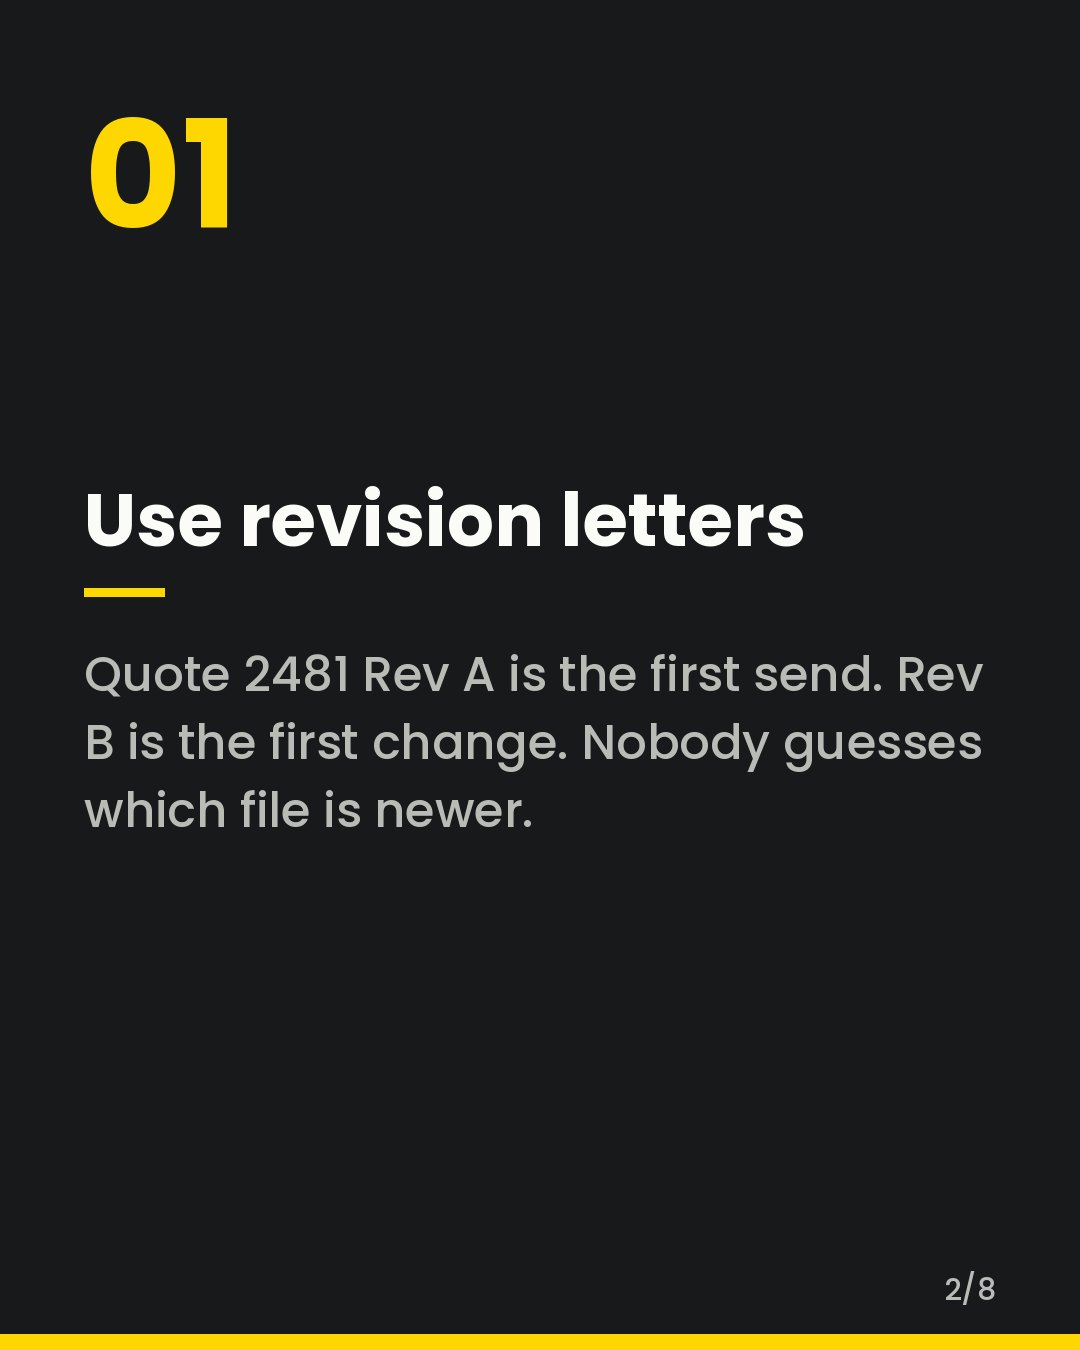 01
Use revision letters
Quote 2481 Rev A is the first send. Rev
B is the first change. Nobody guesses
which file is newer.
2/8